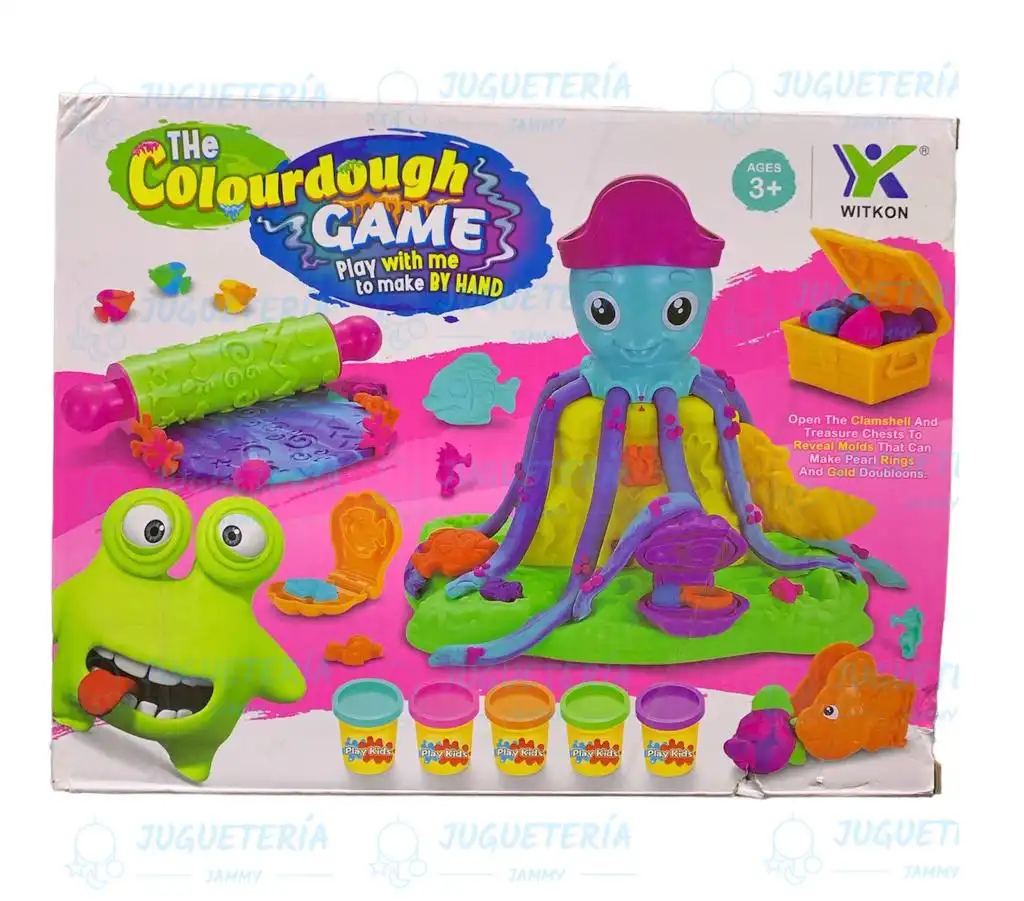 JUGUETERÍA JUGUETERÍA JUGUETERÍA
JAMMY JAMMY
THe
Colourdough
GAME
Play with me
to make BY HAND
AGES
3+
WITKON
®
Open The Clamshell And
Treasure Chests To
Reveal Molds That Can
Make Pearl Rings
And Gold Doubloons.
Play Kids Play Kids Play Kids Play Kids Play Kids
JUGUETERÍA JUGUETERÍA JUGUETERÍA
JAMMY JAMMY JAMMY